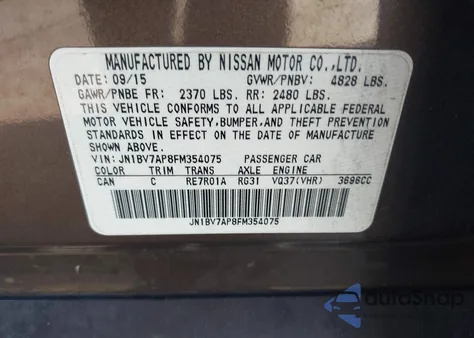 MANUFACTURED BY NISSAN MOTOR CO.,LTD.
DATE: 09/15 GVWR/PNBV: 4828 LBS.
GAWR/PNBE FR: 2370 LBS. RR: 2480 LBS.
THIS VEHICLE CONFORMS TO ALL APPLICABLE FEDERAL
MOTOR VEHICLE SAFETY, BUMPER, AND THEFT PREVENTION
STANDARDS IN EFFECT ON THE DATE OF MANUFACTURE
SHOWN ABOVE.
VIN: JN1BV7AP8FM354075 PASSENGER CAR
COLOR TRIM TRANS AXLE ENGINE
CAN C RE7R01A RG31 VQ37(VHR) 3696CC
JN1BV7AP8FM354075
AutoSnap